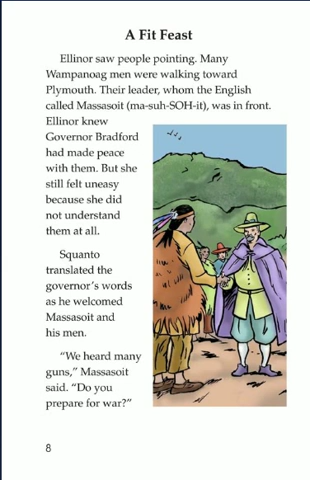 A Fit Feast
Ellinor saw people pointing. Many
Wampanoag men were walking toward
Plymouth. Their leader, whom the English
called Massasoit (ma-suh-SOH-it), was in front.
Ellinor knew
Governor Bradford
had made peace
with them. But she
still felt uneasy
because she did
not understand
them at all.
Squanto
translated the
governor’s words
as he welcomed
Massasoit and
his men.
“We heard many
guns,” Massasoit
said. “Do you
prepare for war?”
8